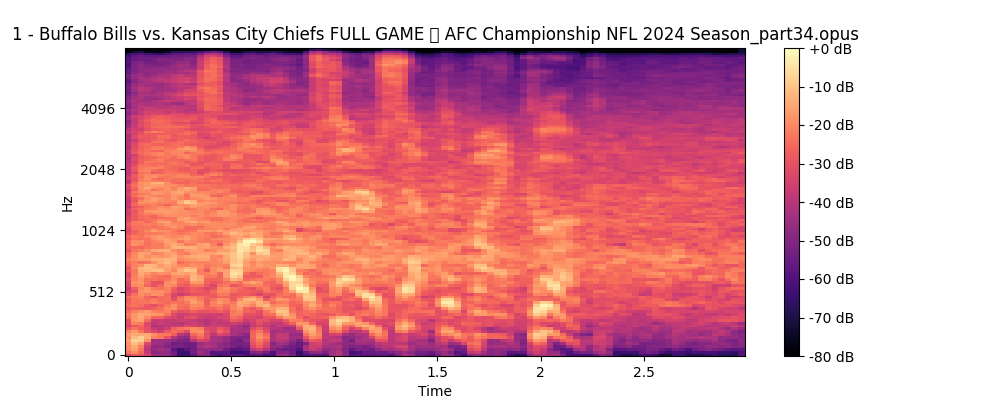 1 - Buffalo Bills vs. Kansas City Chiefs FULL GAME ▯ AFC Championship NFL 2024 Season_part34.opus
+0 dB
-10 dB
-20 dB
-30 dB
-40 dB
-50 dB
-60 dB
-70 dB
-80 dB
4096
2048
1024
512
0
Hz
0
0.5
1
1.5
2
2.5
Time